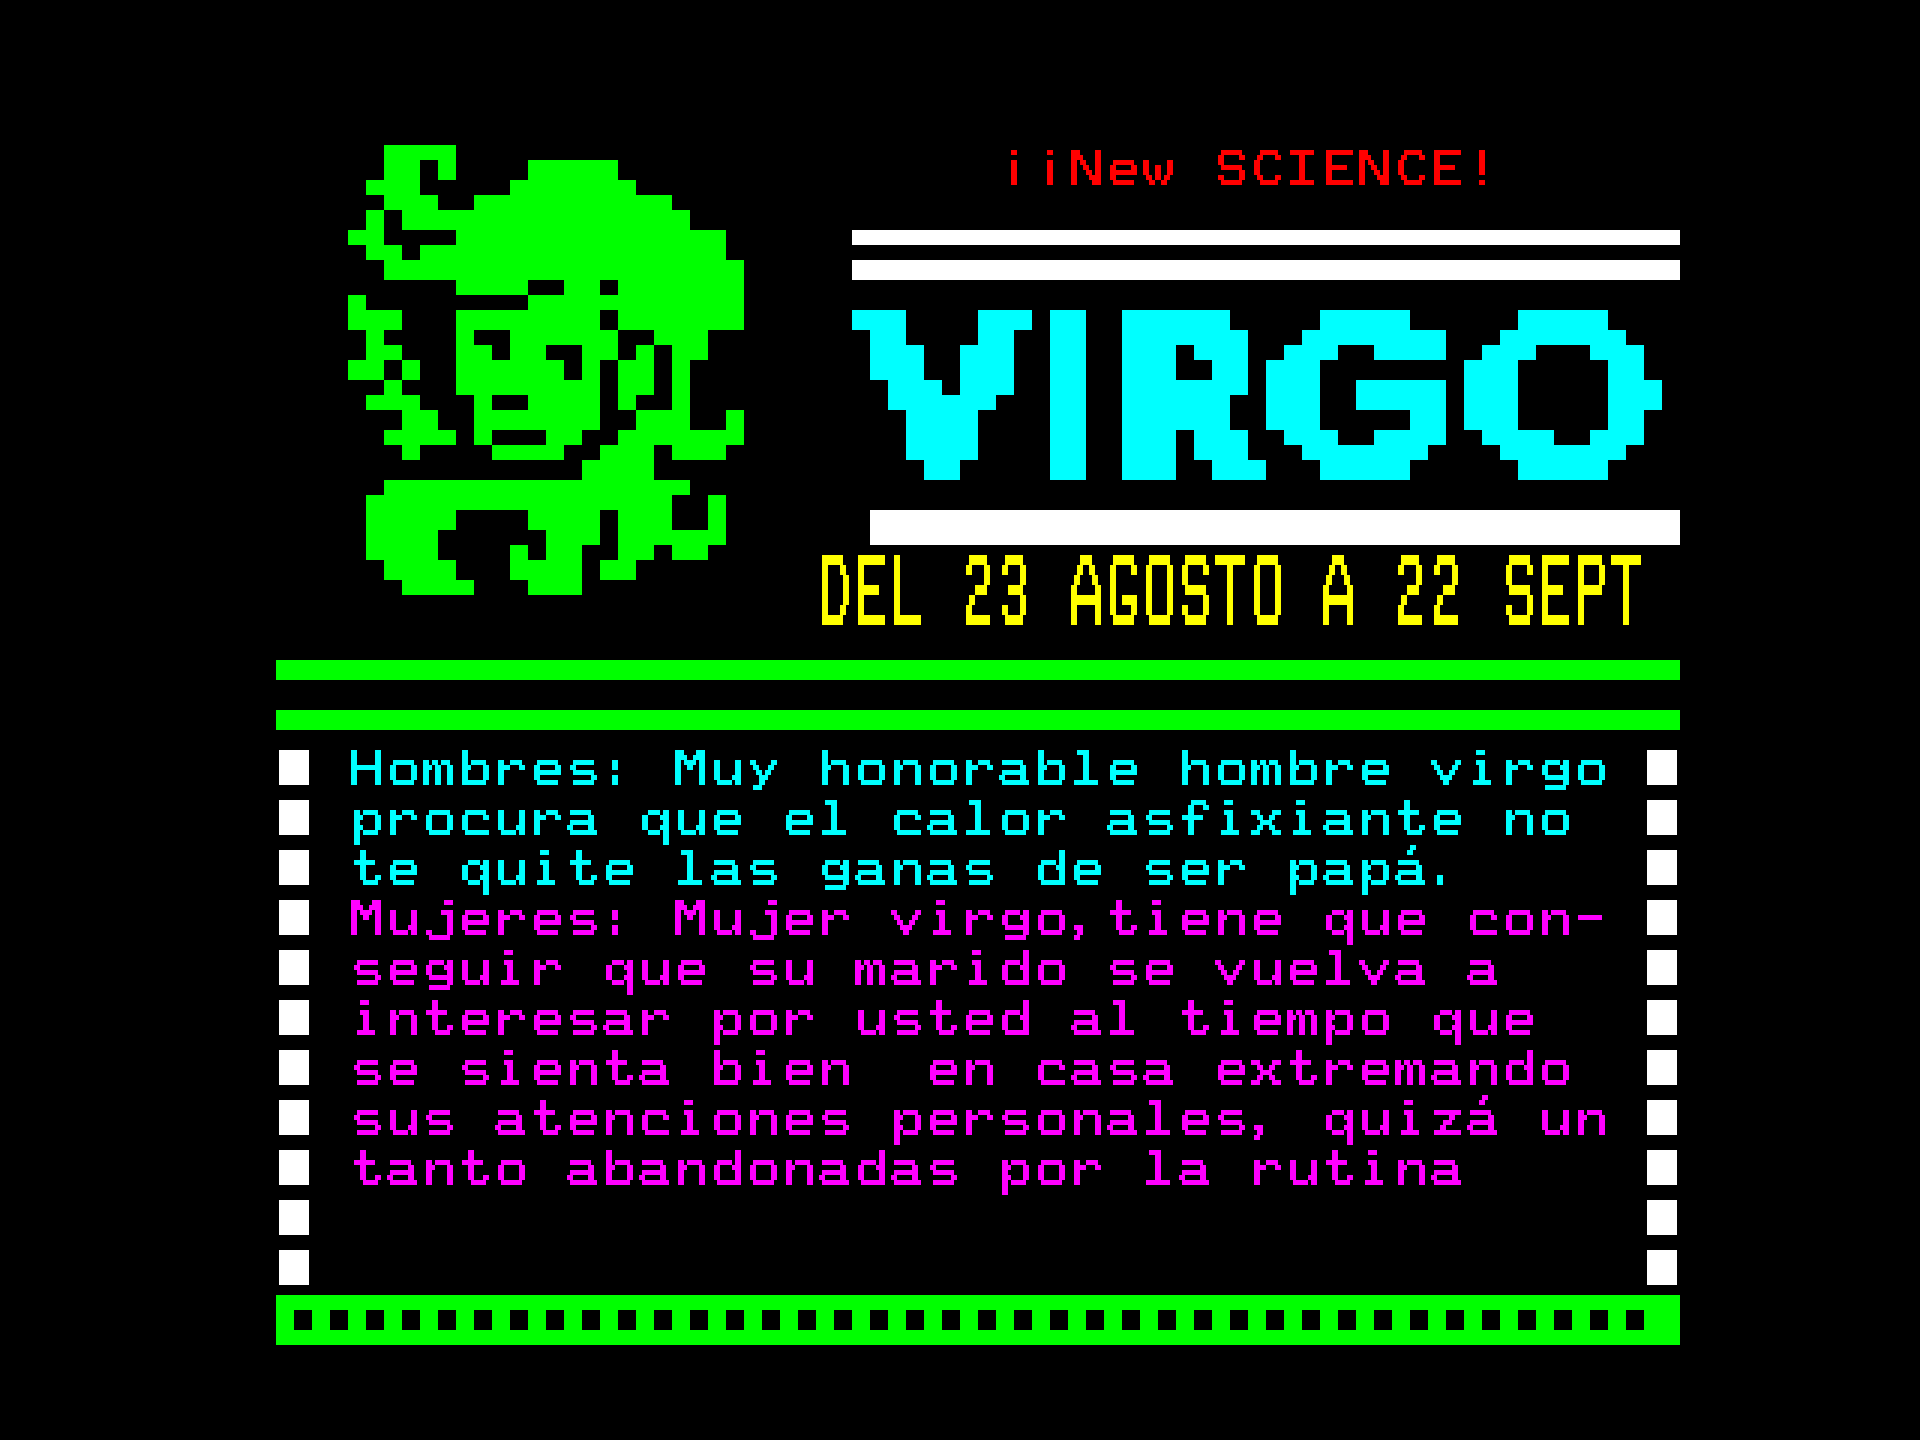 ¡¡New SCIENCE!
VIRGO
DEL 23 AGOSTO A 22 SEPT
Hombres: Muy honorable hombre virgo
procura que el calor asfixiante no
te quite las ganas de ser papá.
Mujeres: Mujer virgo,tiene que con-
seguir que su marido se vuelva a
interesar por usted al tiempo que
se sienta bien  en casa extremando
sus atenciones personales, quizá un
tanto abandonadas por la rutina